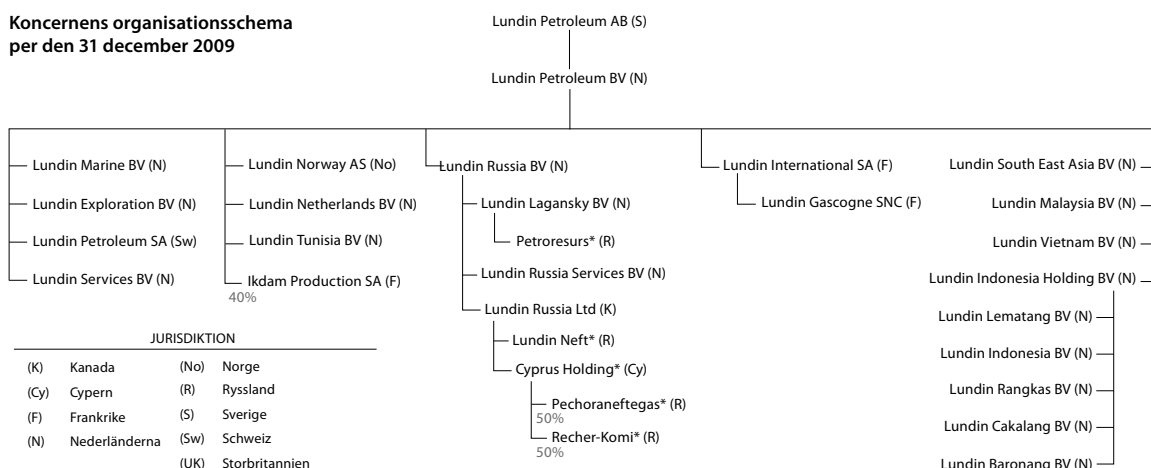 Koncernens organisationsschema
per den 31 december 2009
Lundin Petroleum AB (S)
Lundin Petroleum BV (N)
Lundin Marine BV (N)
Lundin Exploration BV (N)
Lundin Petroleum SA (Sw)
Lundin Services BV (N)
Lundin Norway AS (No)
Lundin Netherlands BV (N)
Lundin Tunisia BV (N)
Ikdam Production SA (F)
40%
Lundin Russia BV (N)
Lundin Lagansky BV (N)
Petroresurs* (R)
Lundin Russia Services BV (N)
Lundin Russia Ltd (K)
Lundin Neft* (R)
Cyprus Holding* (Cy)
Pechoraneftegas* (R)
50%
Recher-Komi* (R)
50%
Lundin International SA (F)
Lundin Gascogne SNC (F)
Lundin South East Asia BV (N)
Lundin Malaysia BV (N)
Lundin Vietnam BV (N)
Lundin Indonesia Holding BV (N)
Lundin Lematang BV (N)
Lundin Indonesia BV (N)
Lundin Rangkas BV (N)
Lundin Cakalang BV (N)
Lundin Baronang BV (N)
JURISDIKTION
(K) Kanada
(Cy) Cypern
(F) Frankrike
(N) Nederländerna
(No) Norge
(R) Ryssland
(S) Sverige
(Sw) Schweiz
(UK) Storbritannien